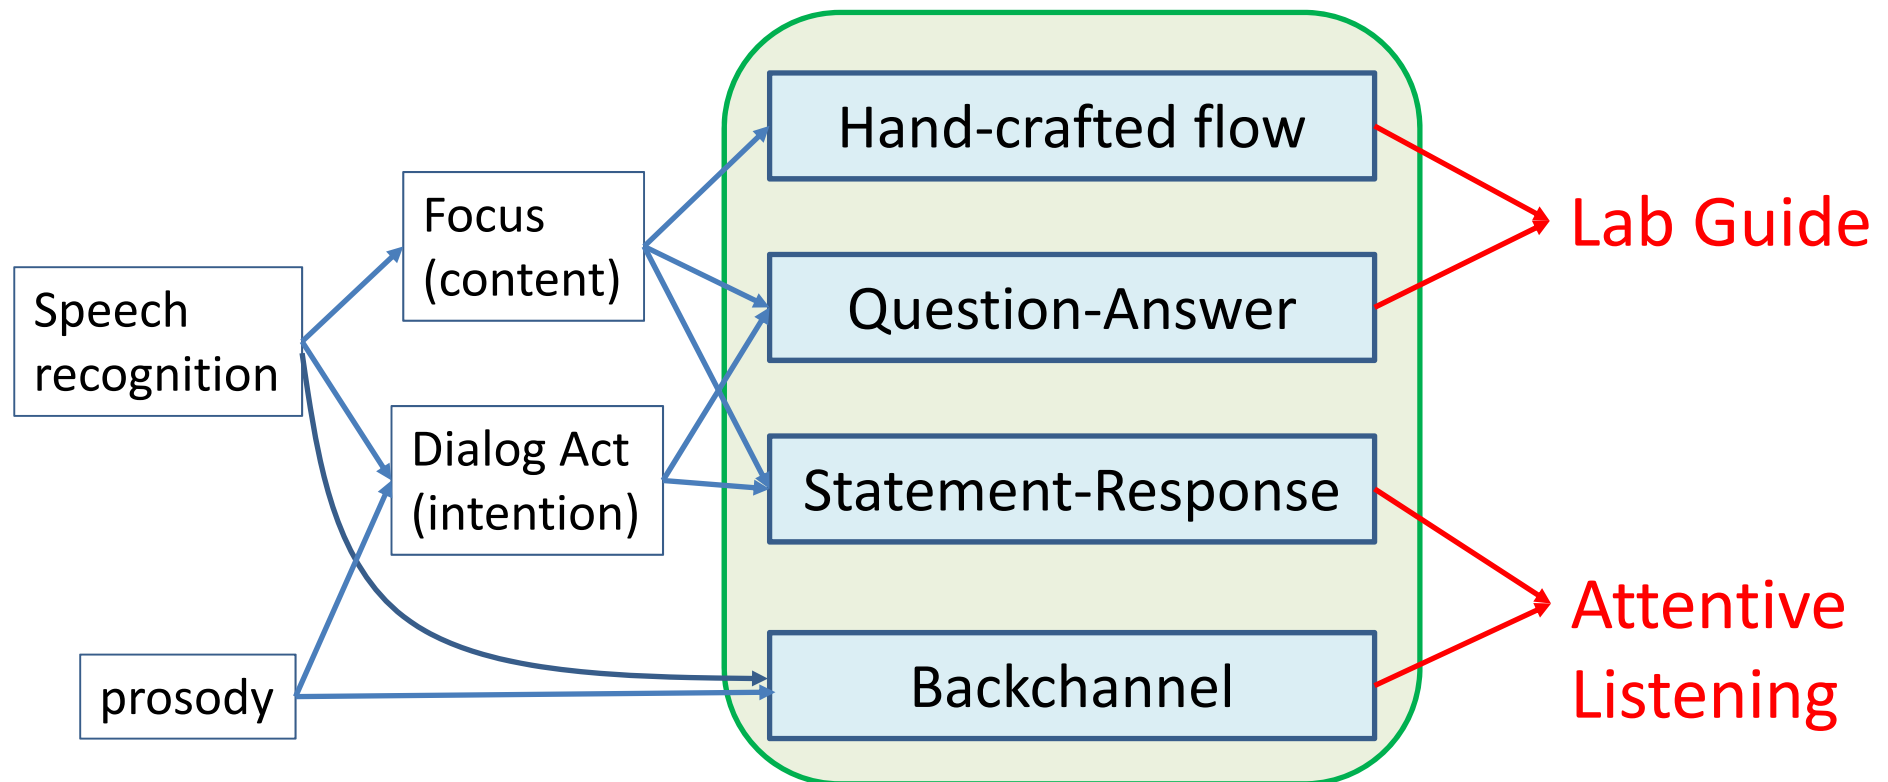 Speech
recognition
prosody
Focus
(content)
Dialog Act
(intention)
Hand-crafted flow
Question-Answer
Statement-Response
Backchannel
Lab Guide
Attentive
Listening